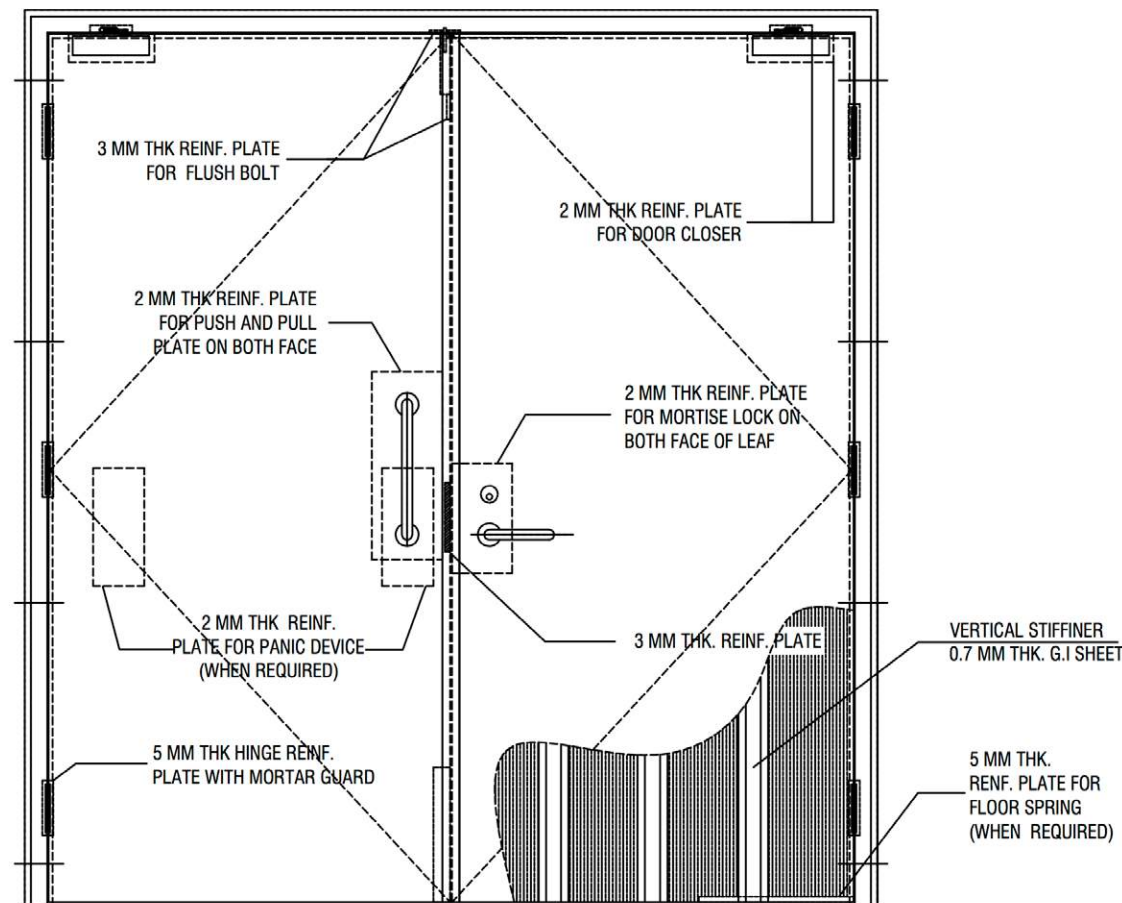 3 MM THK REINF. PLATE
FOR FLUSH BOLT
2 MM THK REINF. PLATE
FOR DOOR CLOSER
2 MM THK REINF. PLATE
FOR PUSH AND PULL
PLATE ON BOTH FACE
2 MM THK REINF. PLATE
FOR MORTISE LOCK ON
BOTH FACE OF LEAF
2 MM THK REINF.
PLATE FOR PANIC DEVICE
(WHEN REQUIRED)
3 MM THK. REINF. PLATE
VERTICAL STIFFINER
0.7 MM THK. G.I SHEET
5 MM THK HINGE REINF.
PLATE WITH MORTAR GUARD
5 MM THK.
RENF. PLATE FOR
FLOOR SPRING
(WHEN REQUIRED)